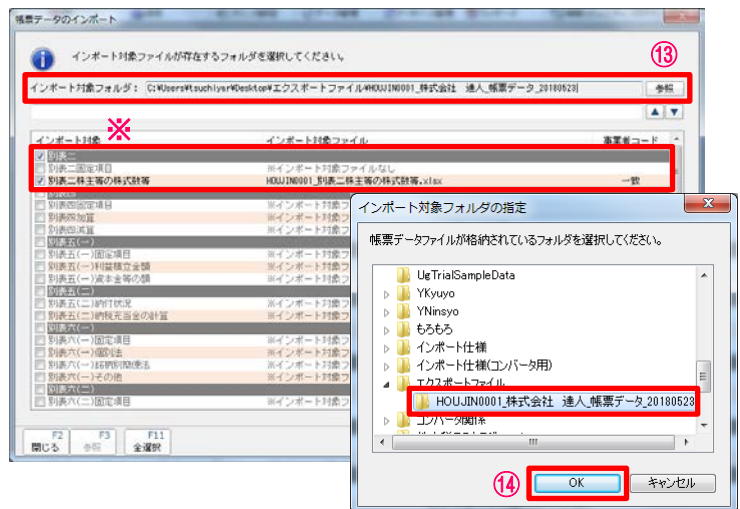 帳票データのインポート
インポート対象ファイルが存在するフォルダを選択してください。
⑬
インポート対象フォルダ： C:¥Users¥tsuchiyar¥Desktop¥エクスポートファイル¥HOUJIN0001_株式会社　達人_帳票データ_20180523
参照
※
インポート対象 インポート対象ファイル 事業者コード
別表二
別表二固定項目 ※インポート対象ファイルなし
別表二株主等の株式数等 HOUJIN0001_別表二株主等の株式数等.xlsx 一致
別表四
別表四固定項目 ※インポート対象フ
別表四加算 ※インポート対象フ
別表四減算 ※インポート対象フ
別表五(一)
別表五(一)固定項目 ※インポート対象フ
別表五(一)利益積立金額 ※インポート対象フ
別表五(一)資本金等の額 ※インポート対象フ
別表五(二)
別表五(二)納付状況 ※インポート対象フ
別表五(二)納税充当金の計算 ※インポート対象フ
別表六(一)
別表六(一)固定項目 ※インポート対象フ
別表六(一)個別法 ※インポート対象フ
別表六(一)銘柄別簡便法 ※インポート対象フ
別表六(一)その他 ※インポート対象フ
別表六(二)
別表六(二)固定項目 ※インポート対象フ
F2 F3 F11
閉じる 参照 全選択
インポート対象フォルダの指定
帳票データファイルが格納されているフォルダを選択してください。
UgTrialSampleData
YKyuyo
YNinsyo
もろもろ
インポート仕様
インポート仕様(コンバータ用)
エクスポートファイル
HOUJIN0001_株式会社　達人_帳票データ_20180523
コンバータ関係
⑭
OK
キャンセル